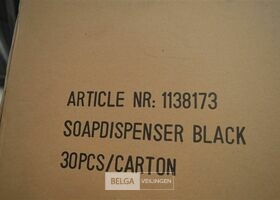 ARTICLE NR: 1138173
SOAPDISPENSER BLACK
30PCS/CARTON
BELGA VEILINGEN